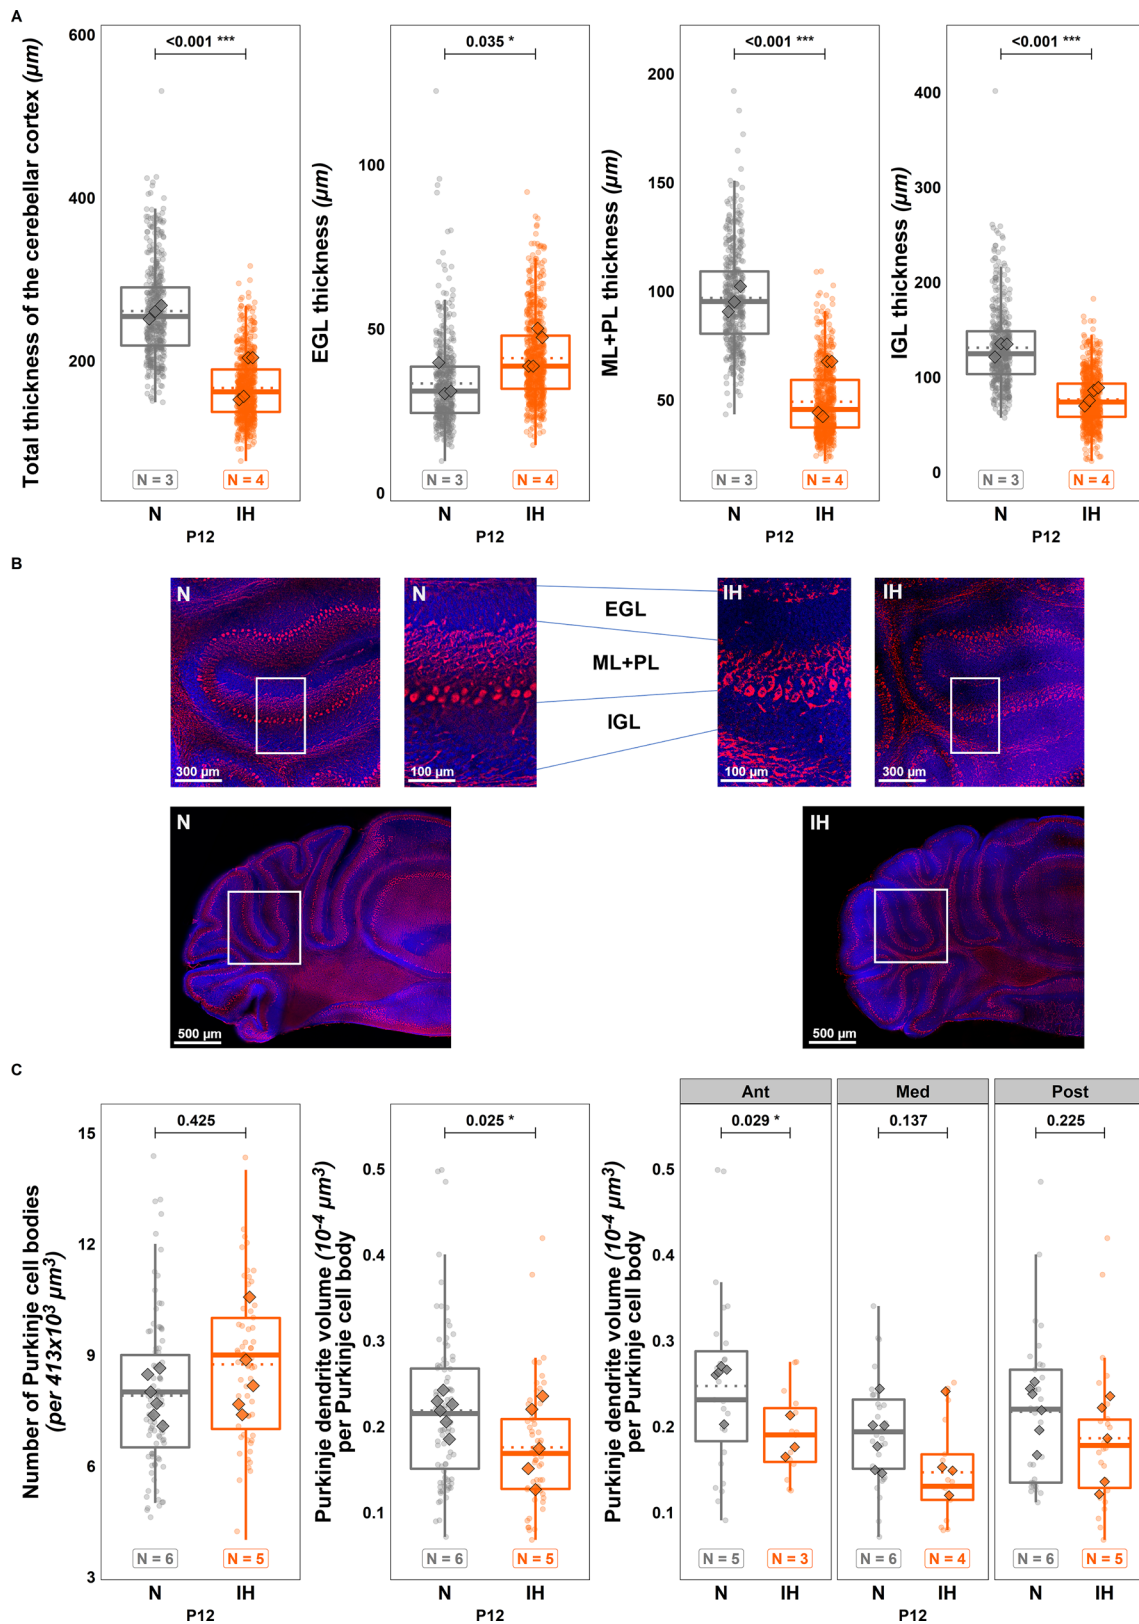 A
Total thickness of the cerebellar cortex (µm)
600
400
200
<0.001 ***
N = 3
N = 4
N
IH
P12
EGL thickness (µm)
100
50
0
0.035 *
N = 3
N = 4
N
IH
P12
ML+PL thickness (µm)
200
150
100
50
<0.001 ***
N = 3
N = 4
N
IH
P12
IGL thickness (µm)
400
300
200
100
0
<0.001 ***
N = 3
N = 4
N
IH
P12
B
N
300 µm
N
100 µm
EGL
ML+PL
IGL
IH
100 µm
IH
300 µm
N
500 µm
IH
500 µm
C
Number of Purkinje cell bodies
(per 413x10³ µm³)
15
12
9
6
3
0.425
N = 6
N = 5
N
IH
P12
Purkinje dendrite volume (10⁻⁴ µm³)
per Purkinje cell body
0.5
0.4
0.3
0.2
0.1
0.025 *
N = 6
N = 5
N
IH
P12
Purkinje dendrite volume (10⁻⁴ µm³)
per Purkinje cell body
0.5
0.4
0.3
0.2
0.1
Ant
Med
Post
0.029 *
0.137
0.225
N = 5
N = 3
N = 6
N = 4
N = 6
N = 5
N
IH
N
IH
N
IH
P12